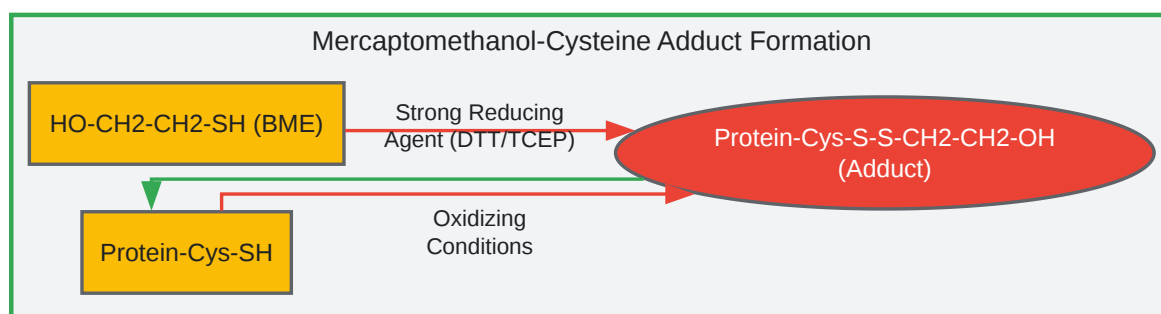 Mercaptomethanol-Cysteine Adduct Formation
HO-CH2-CH2-SH (BME)
Strong Reducing
Agent (DTT/TCEP)
Protein-Cys-S-S-CH2-CH2-OH
(Adduct)
Protein-Cys-SH
Oxidizing
Conditions